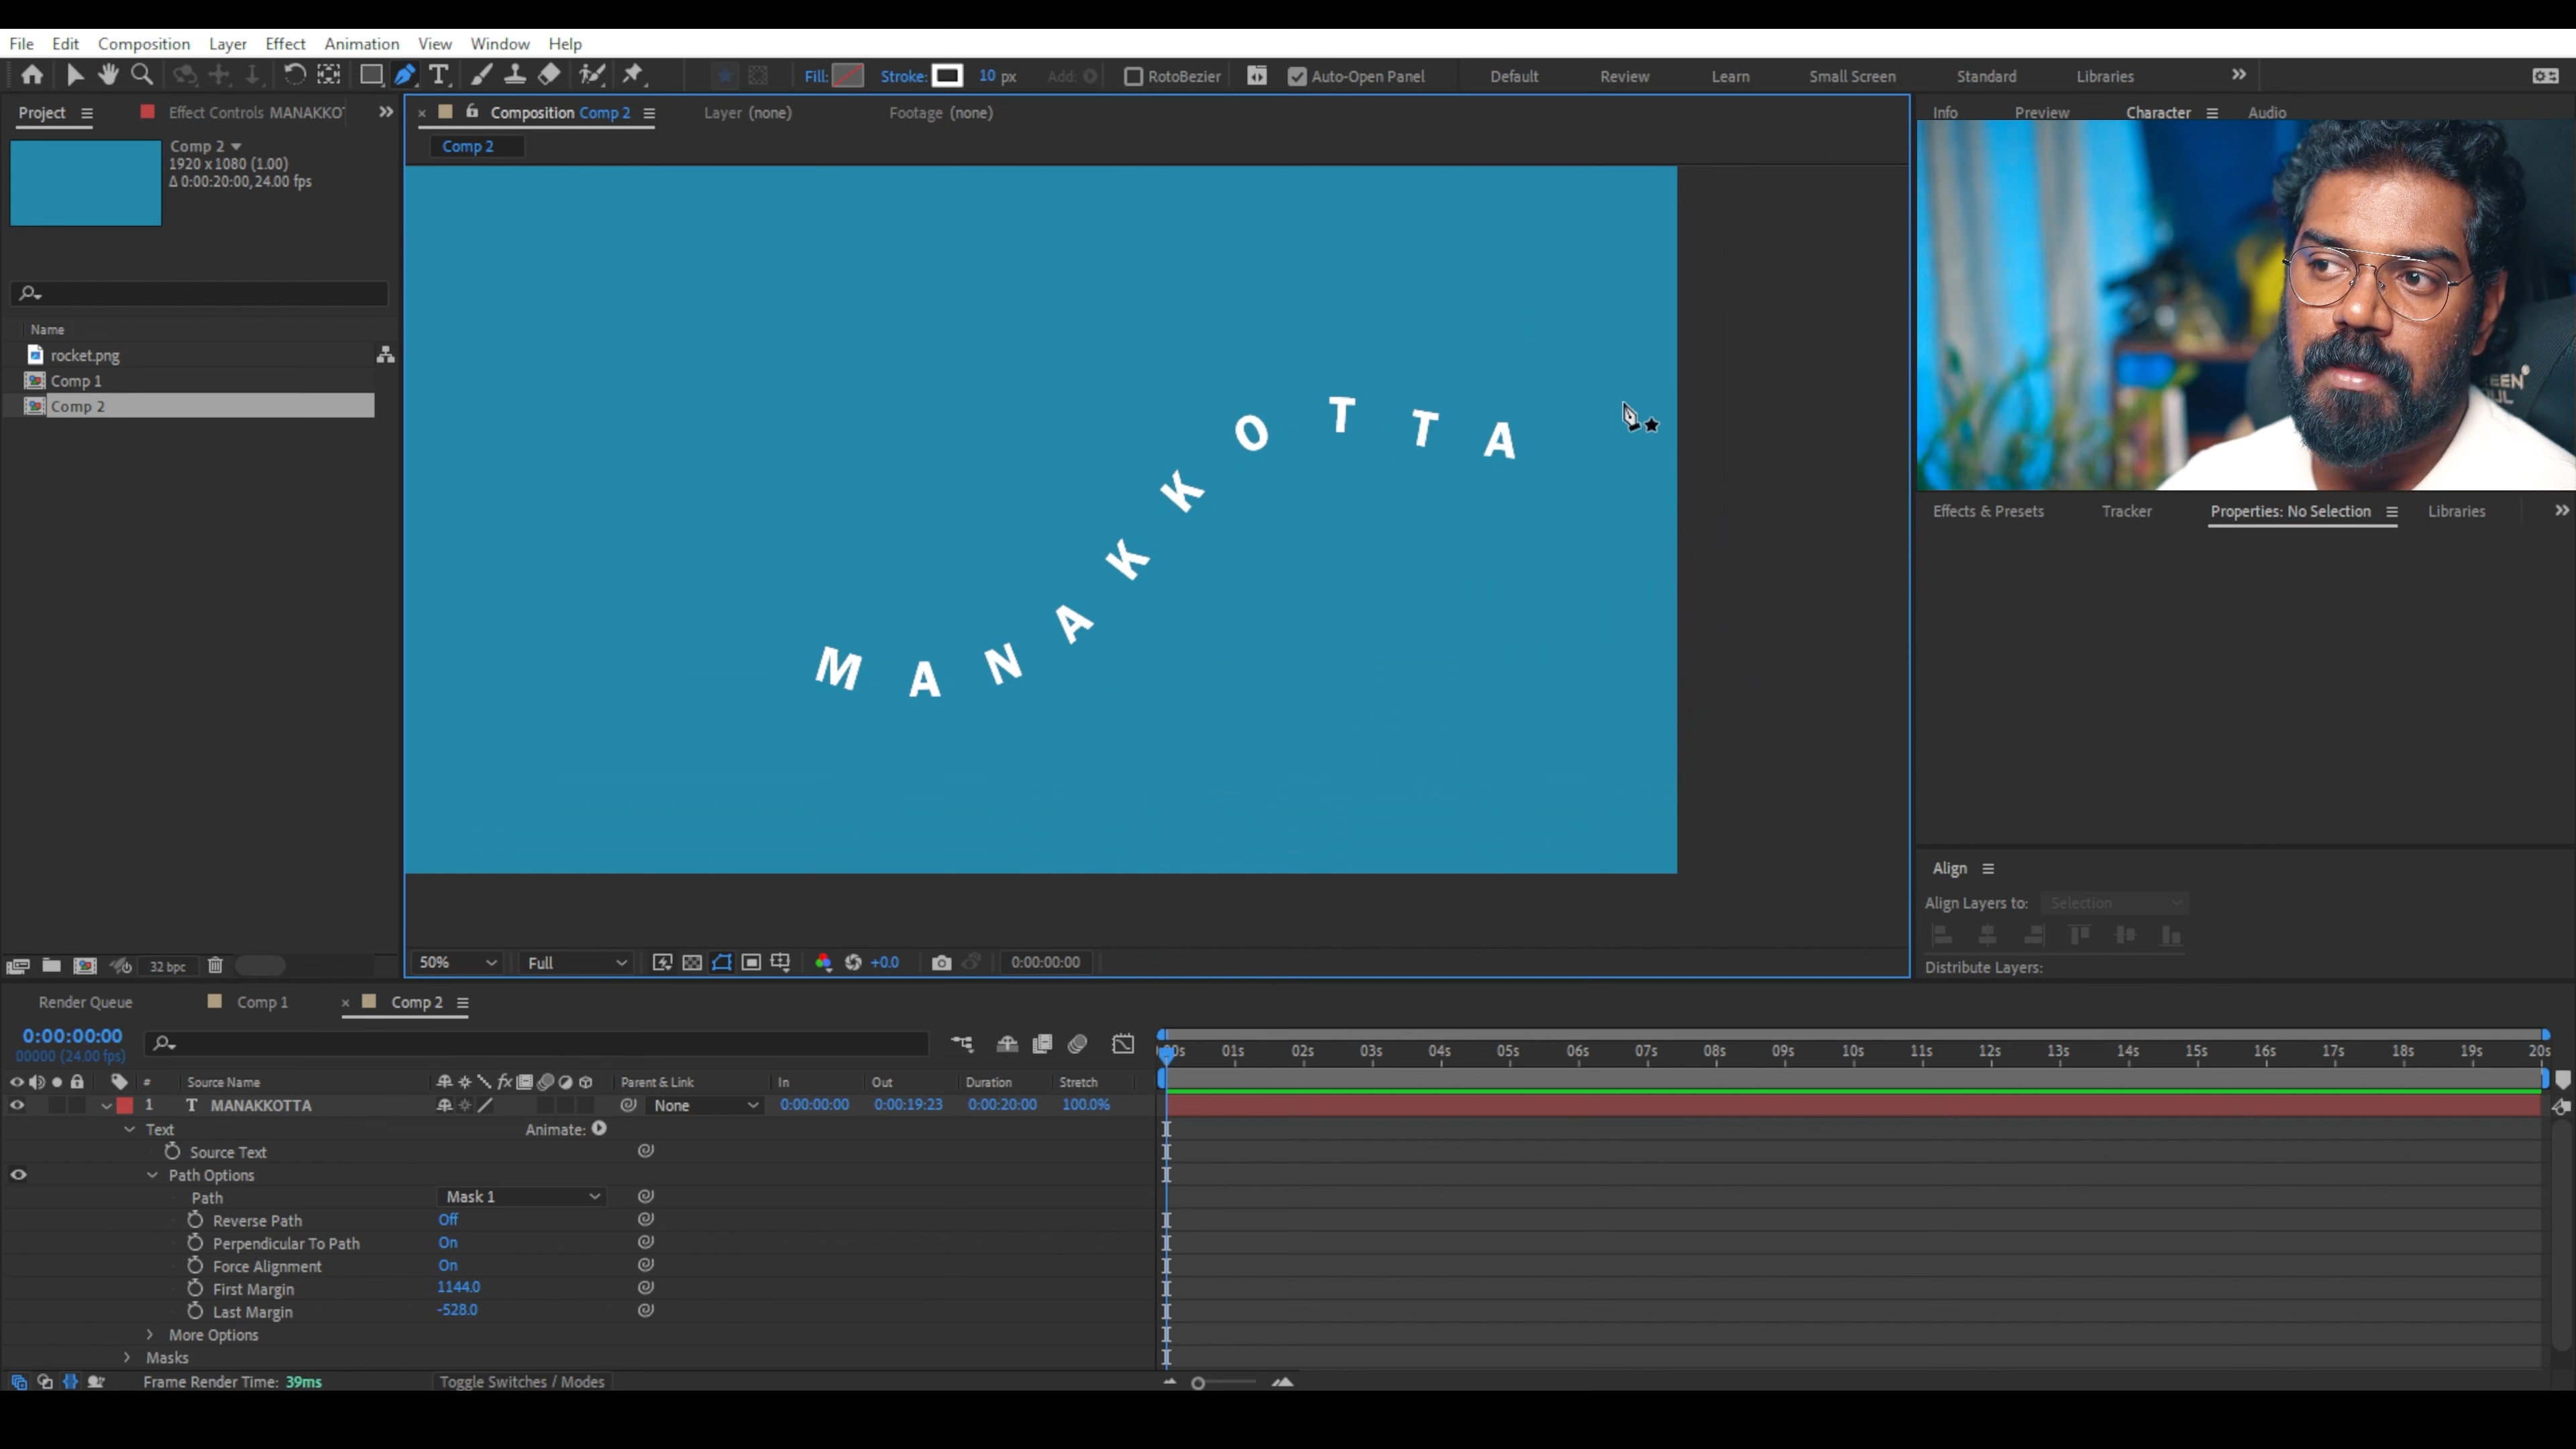 File Edit Composition Layer Effect Animation View Window Help
Fill: Stroke: 10 px Add: RotoBezier Auto-Open Panel Default Review Learn Small Screen Standard Libraries
Project Effect Controls MANAKKO
Composition Comp 2 Layer (none) Footage (none)
Info Preview Character Audio
Comp 2
1920 x 1080 (1.00)
Δ 0:00:20:00, 24.00 fps
Comp 2
Name
rocket.png
Comp 1
Comp 2
MANAKKOTTA
Effects & Presets Tracker Properties: No Selection Libraries
Align
Align Layers to: Selection
Distribute Layers:
32 bpc
50% Full +0.0 0:00:00:00
Render Queue Comp 1 Comp 2
0:00:00:00
00000 (24.00 fps)
01s 02s 03s 04s 05s 06s 07s 08s 09s 10s 11s 12s 13s 14s 15s 16s 17s 18s 19s 20s
# Source Name Parent & Link In Out Duration Stretch
1 T MANAKKOTTA None 0:00:00:00 0:00:19:23 0:00:20:00 100.0%
Text Animate:
Source Text
Path Options
Path Mask 1
Reverse Path Off
Perpendicular To Path On
Force Alignment On
First Margin 1144.0
Last Margin -528.0
More Options
Masks
Frame Render Time: 39ms Toggle Switches / Modes